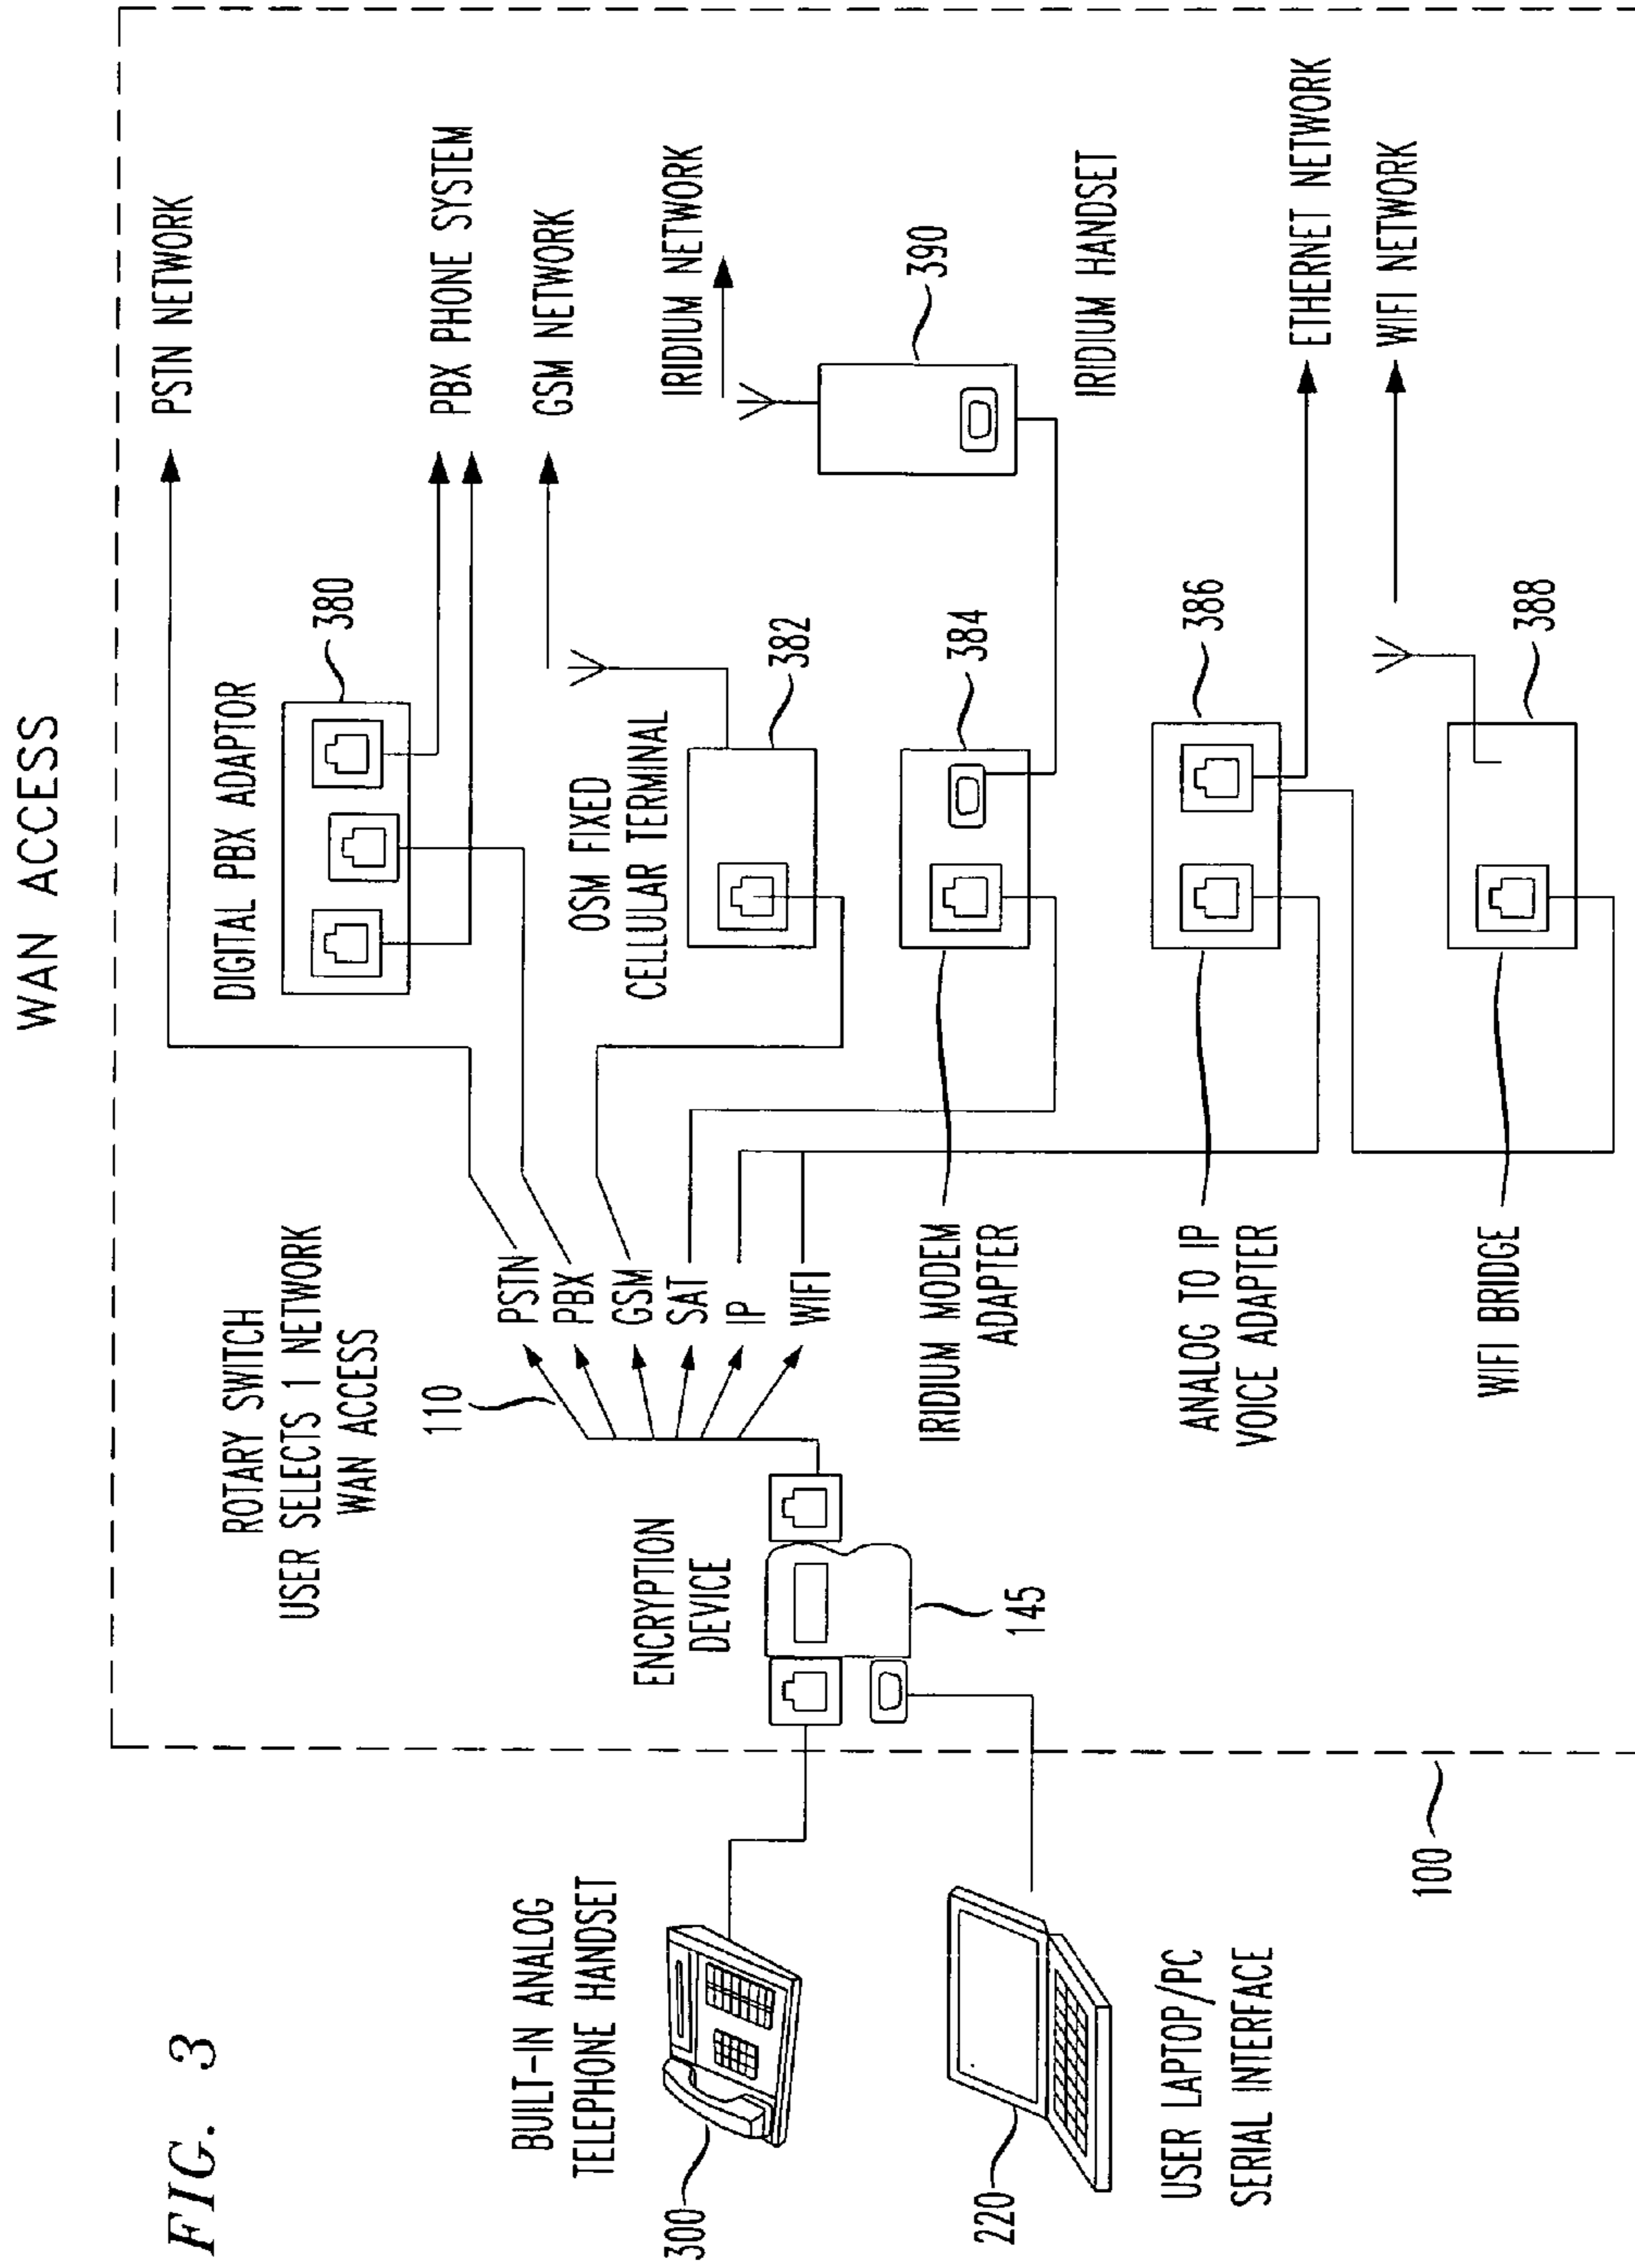 FIG. 3
WAN ACCESS
ROTARY SWITCH
USER SELECTS 1 NETWORK
WAN ACCESS
110
PSTN
PBX
GSM
SAT
IP
WIFI
PSTN NETWORK
DIGITAL PBX ADAPTOR
380
PBX PHONE SYSTEM
GSM NETWORK
OSM FIXED
CELLULAR TERMINAL
382
IRIDIUM NETWORK
390
IRIDIUM HANDSET
384
IRIDIUM MODEM
ADAPTER
386
ANALOG TO IP
VOICE ADAPTER
ETHERNET NETWORK
WIFI NETWORK
388
WIFI BRIDGE
ENCRYPTION
DEVICE
145
BUILT-IN ANALOG
TELEPHONE HANDSET
300
220
USER LAPTOP/PC
SERIAL INTERFACE
100